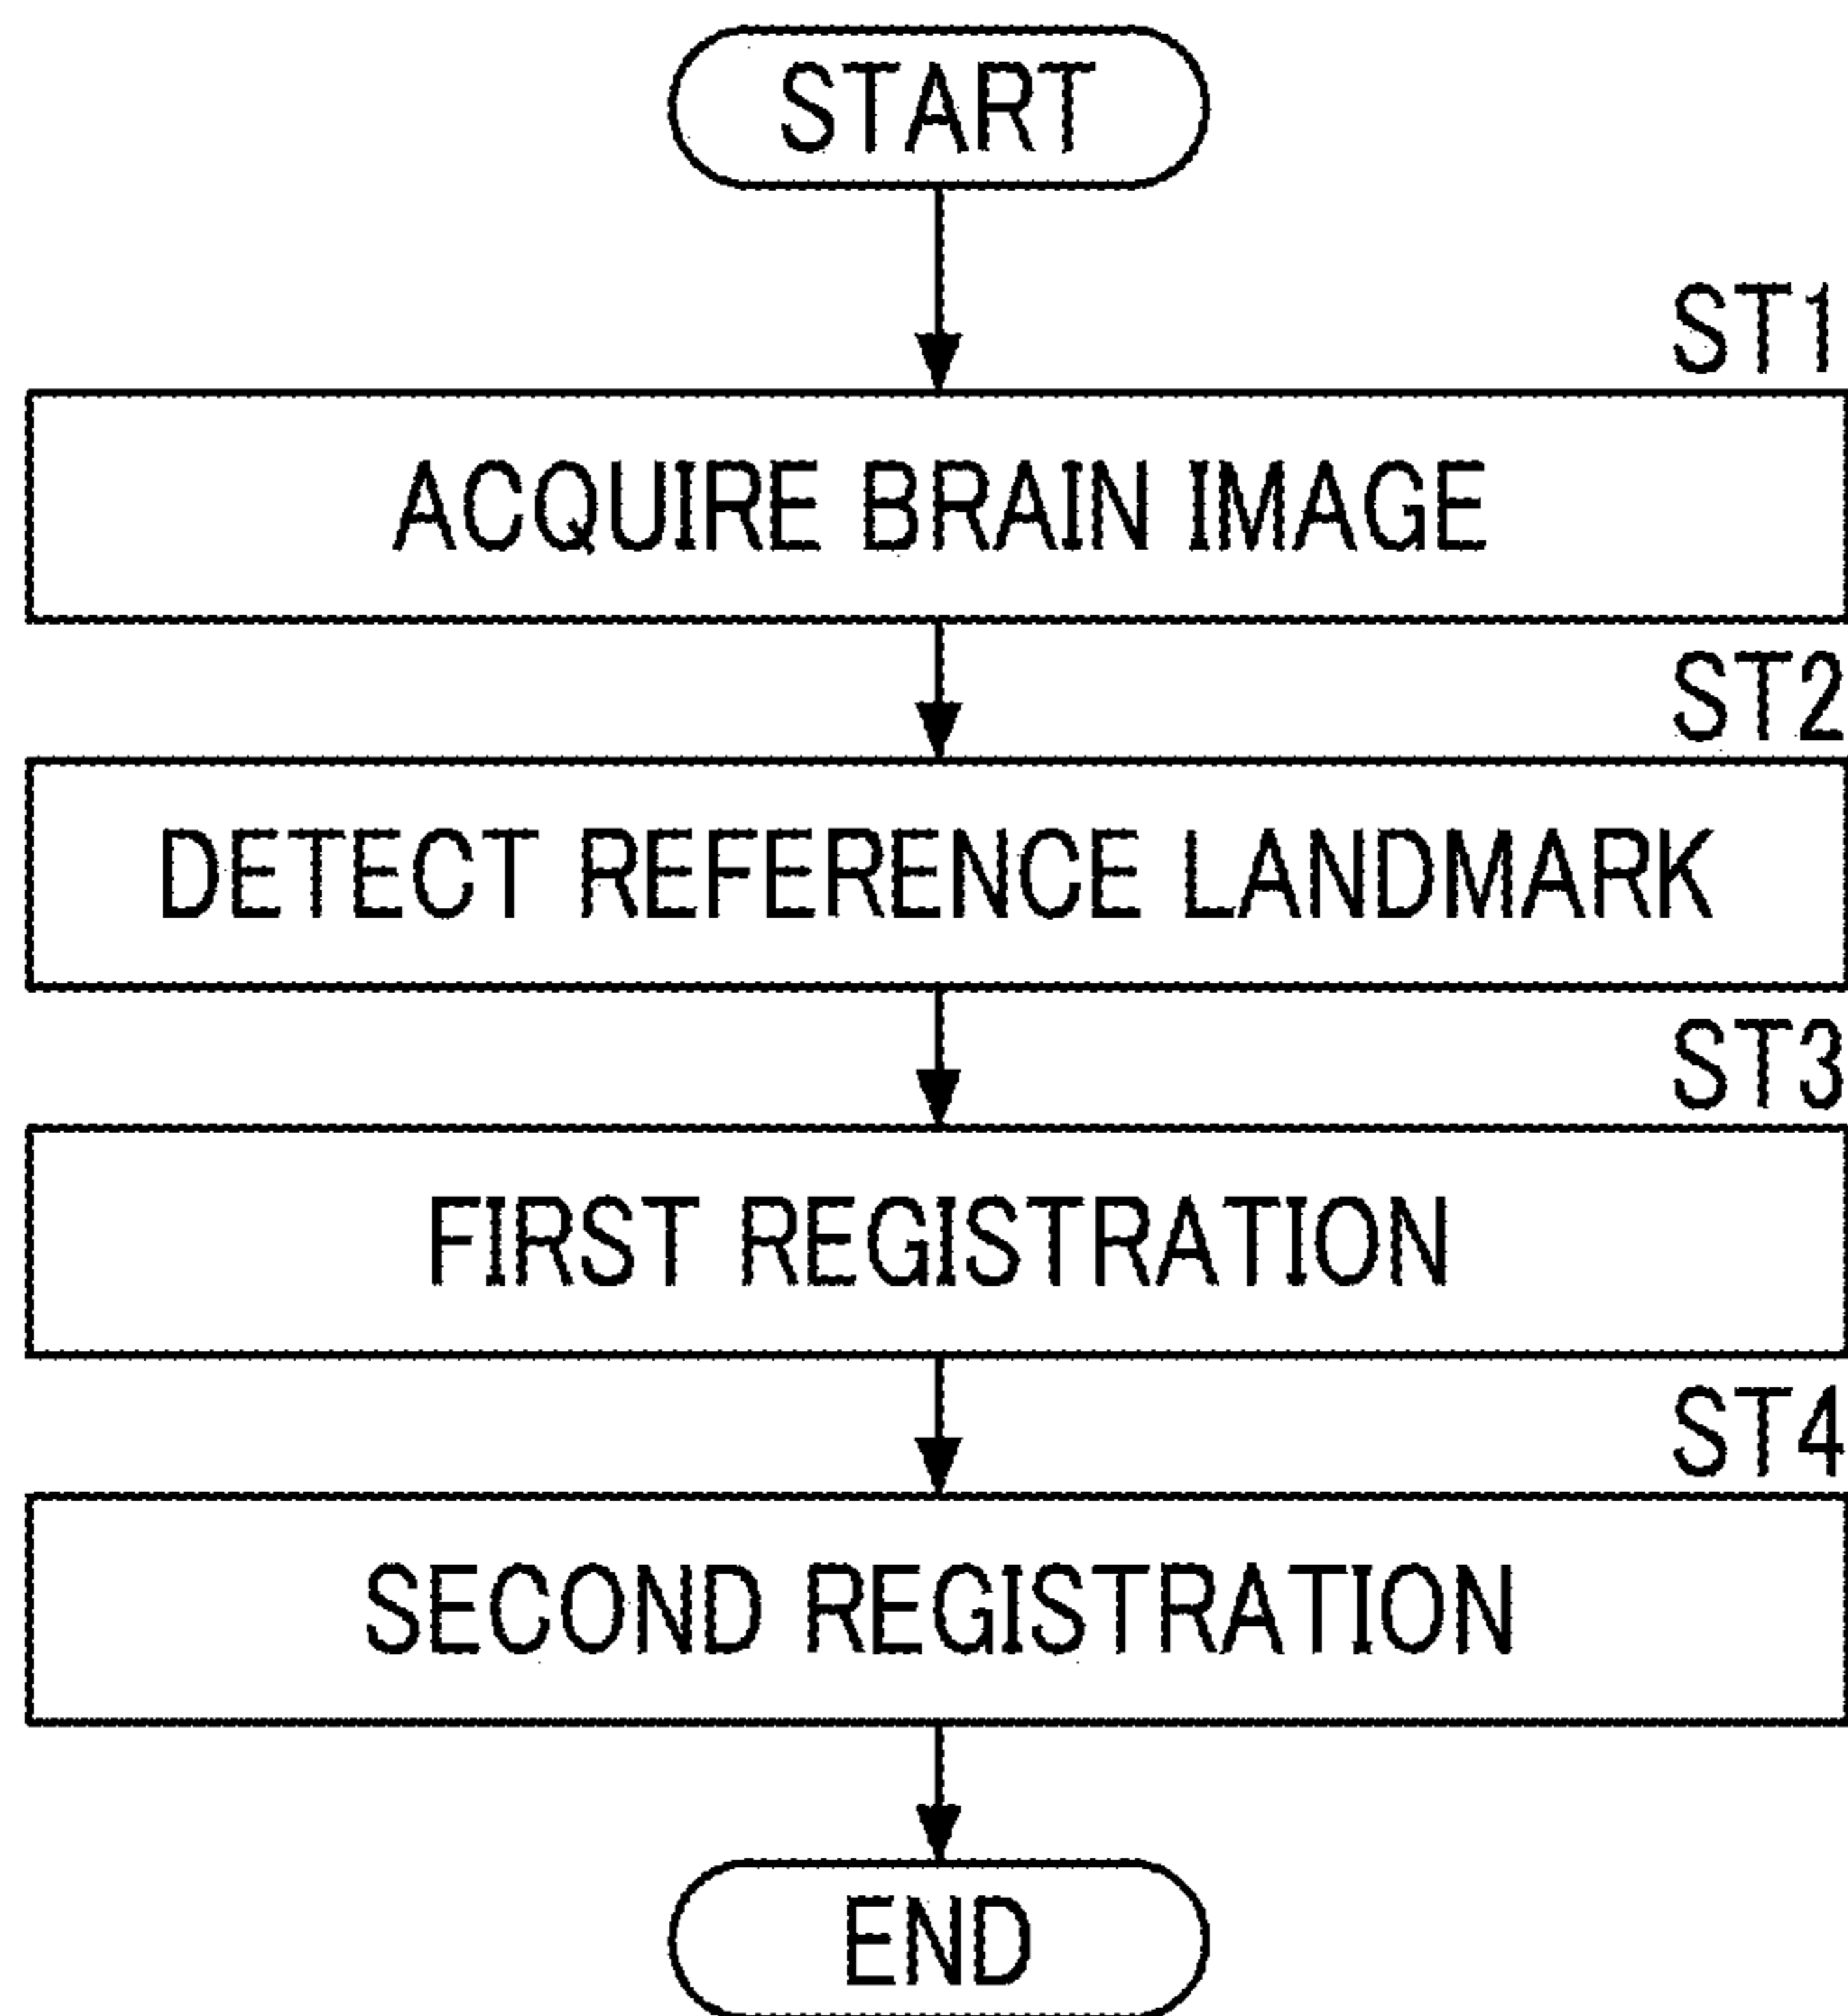 START
ST1
ACQUIRE BRAIN IMAGE
ST2
DETECT REFERENCE LANDMARK
ST3
FIRST REGISTRATION
ST4
SECOND REGISTRATION
END